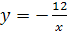 y = −12/x